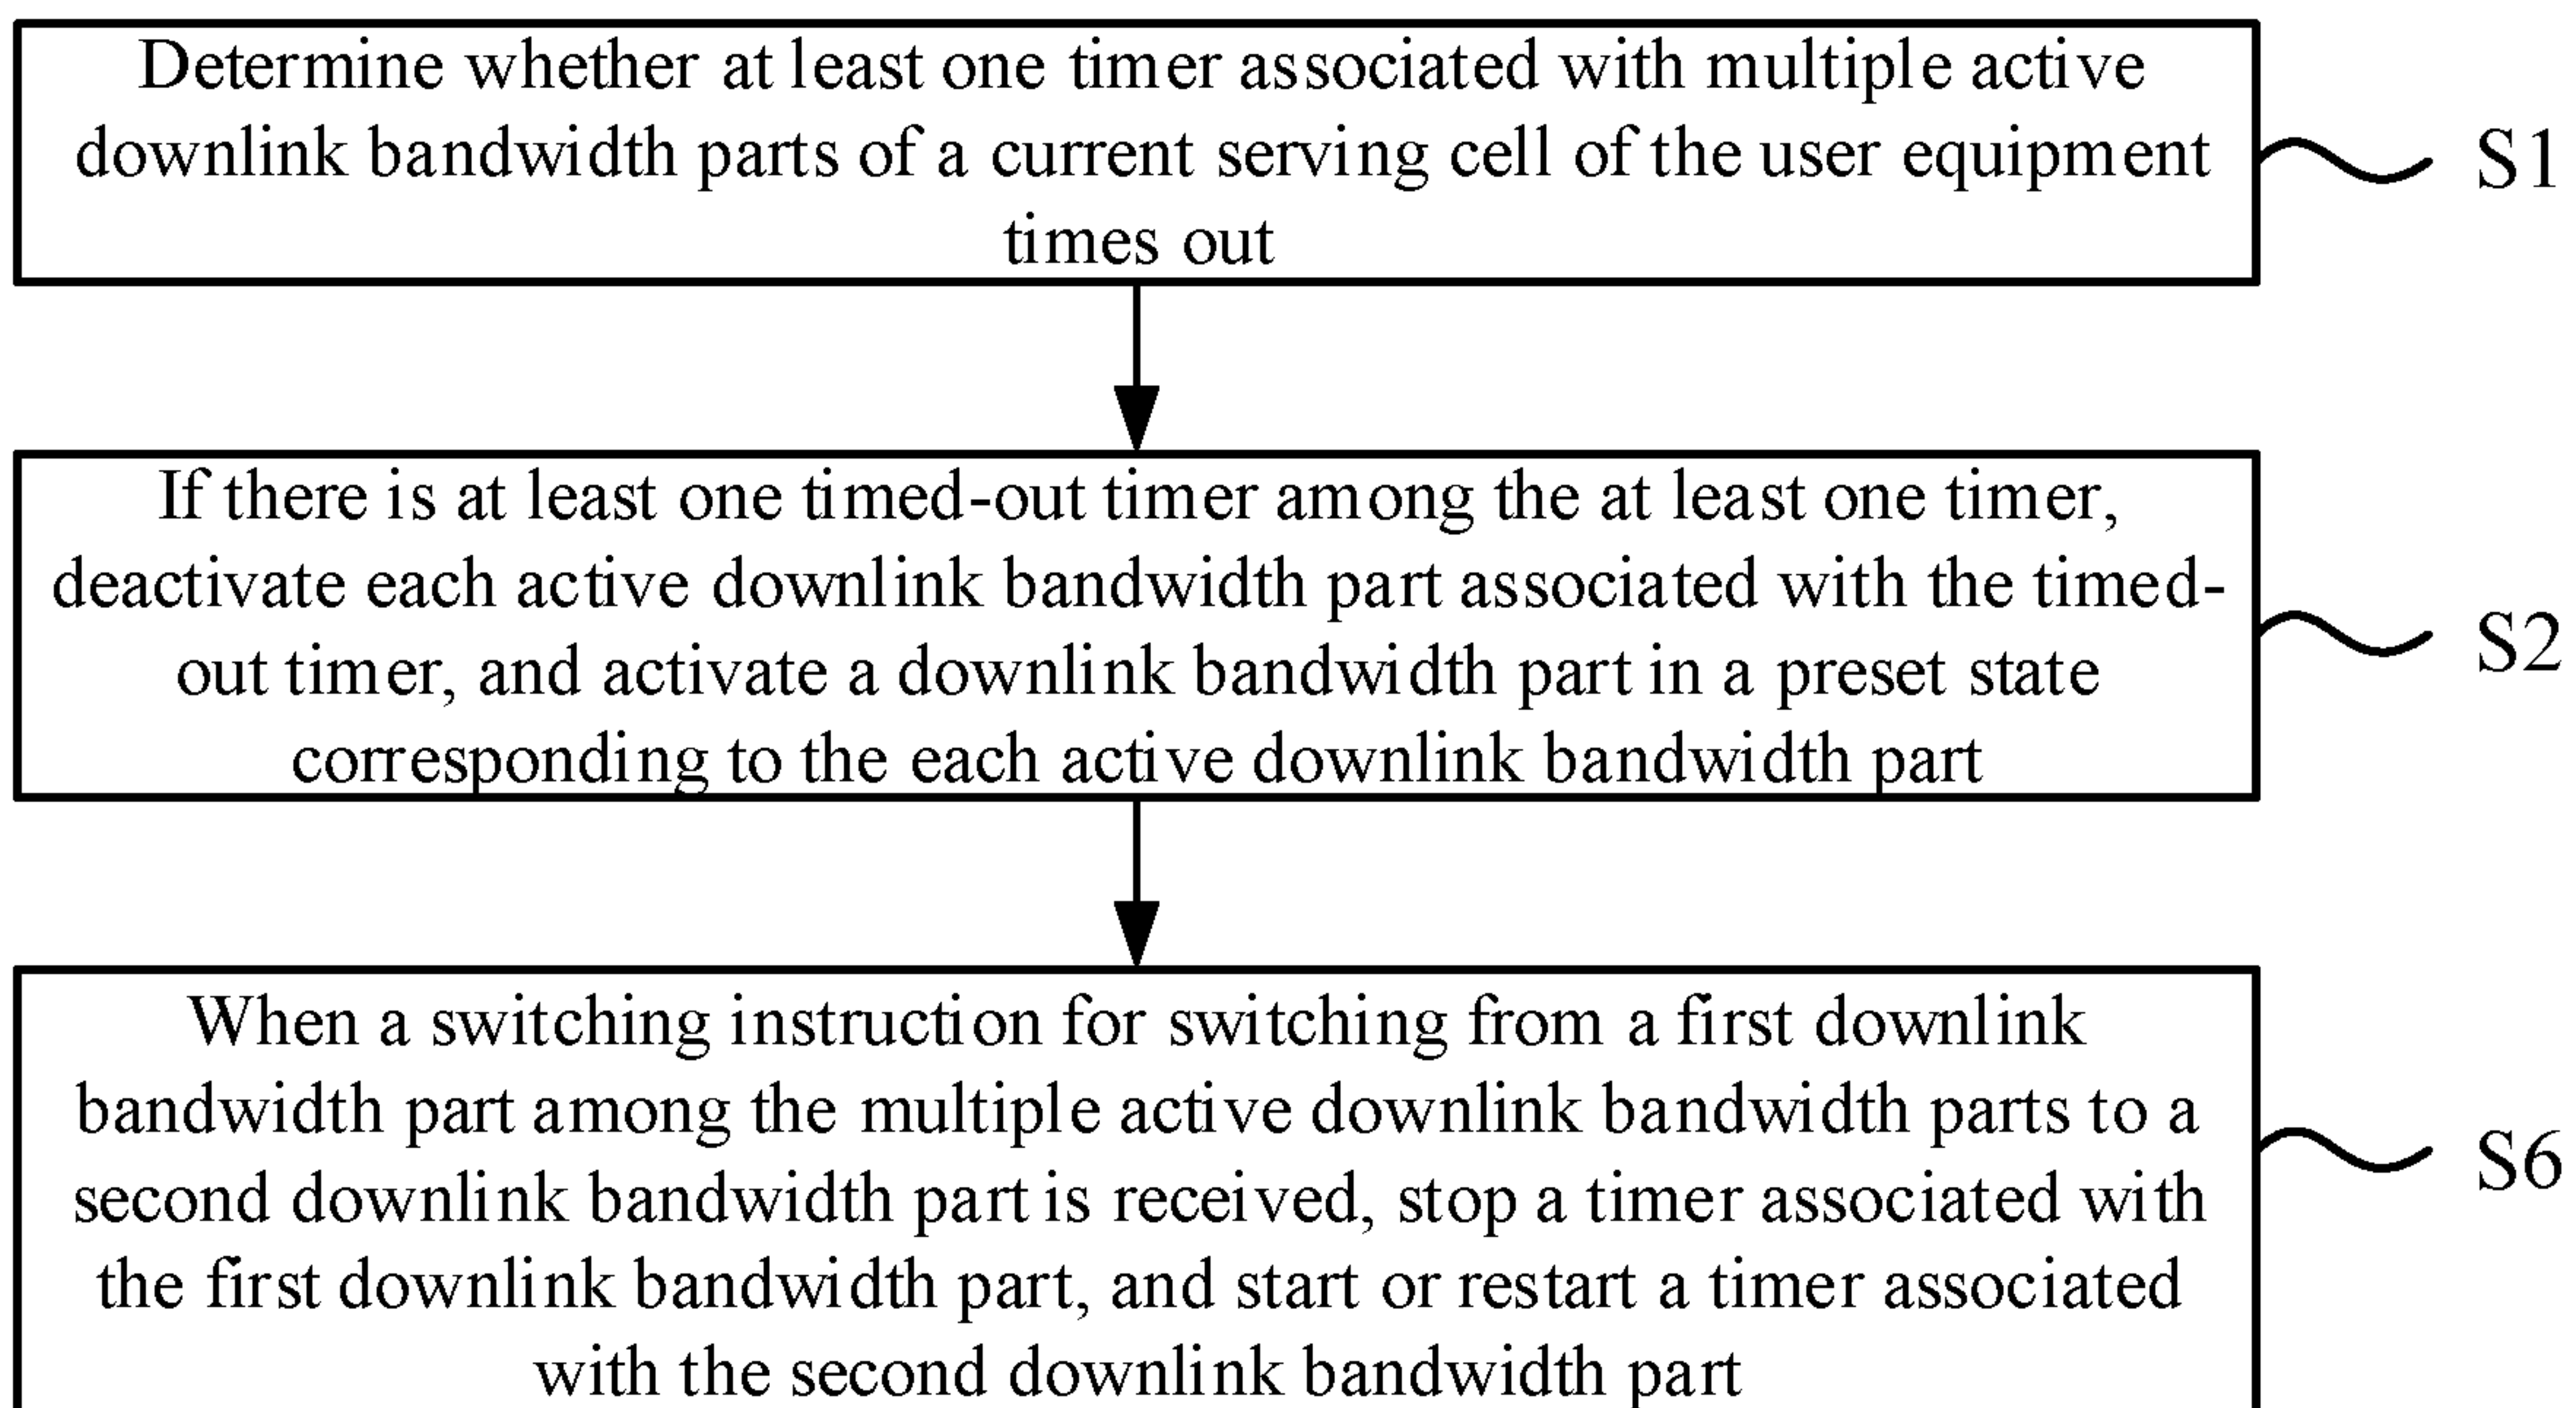 Determine whether at least one timer associated with multiple active
downlink bandwidth parts of a current serving cell of the user equipment
times out
S1
If there is at least one timed-out timer among the at least one timer,
deactivate each active downlink bandwidth part associated with the timed-
out timer, and activate a downlink bandwidth part in a preset state
corresponding to the each active downlink bandwidth part
S2
When a switching instruction for switching from a first downlink
bandwidth part among the multiple active downlink bandwidth parts to a
second downlink bandwidth part is received, stop a timer associated with
the first downlink bandwidth part, and start or restart a timer associated
with the second downlink bandwidth part
S6